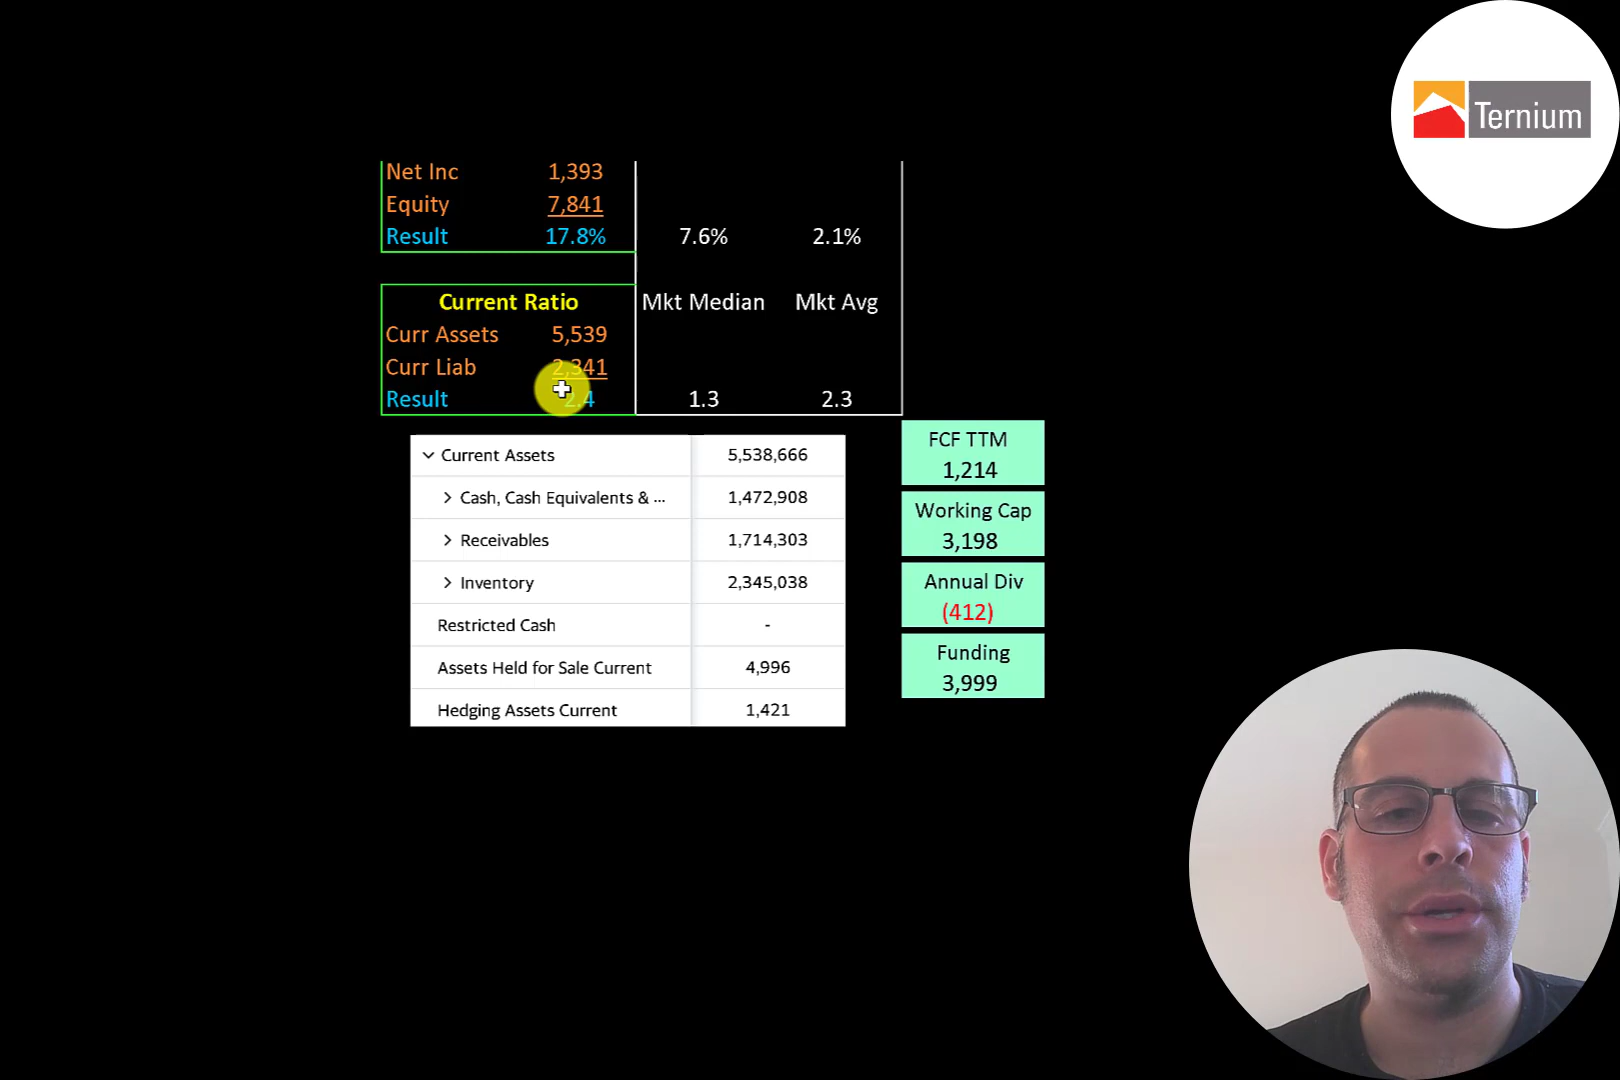 Ternium
Net Inc 1,393
Equity 7,841
Result 17.8% 7.6% 2.1%
Current Ratio Mkt Median Mkt Avg
Curr Assets 5,539
Curr Liab 2,341
Result 2.4 1.3 2.3
Current Assets 5,538,666
Cash, Cash Equivalents & ... 1,472,908
Receivables 1,714,303
Inventory 2,345,038
Restricted Cash -
Assets Held for Sale Current 4,996
Hedging Assets Current 1,421
FCF TTM
1,214
Working Cap
3,198
Annual Div
(412)
Funding
3,999